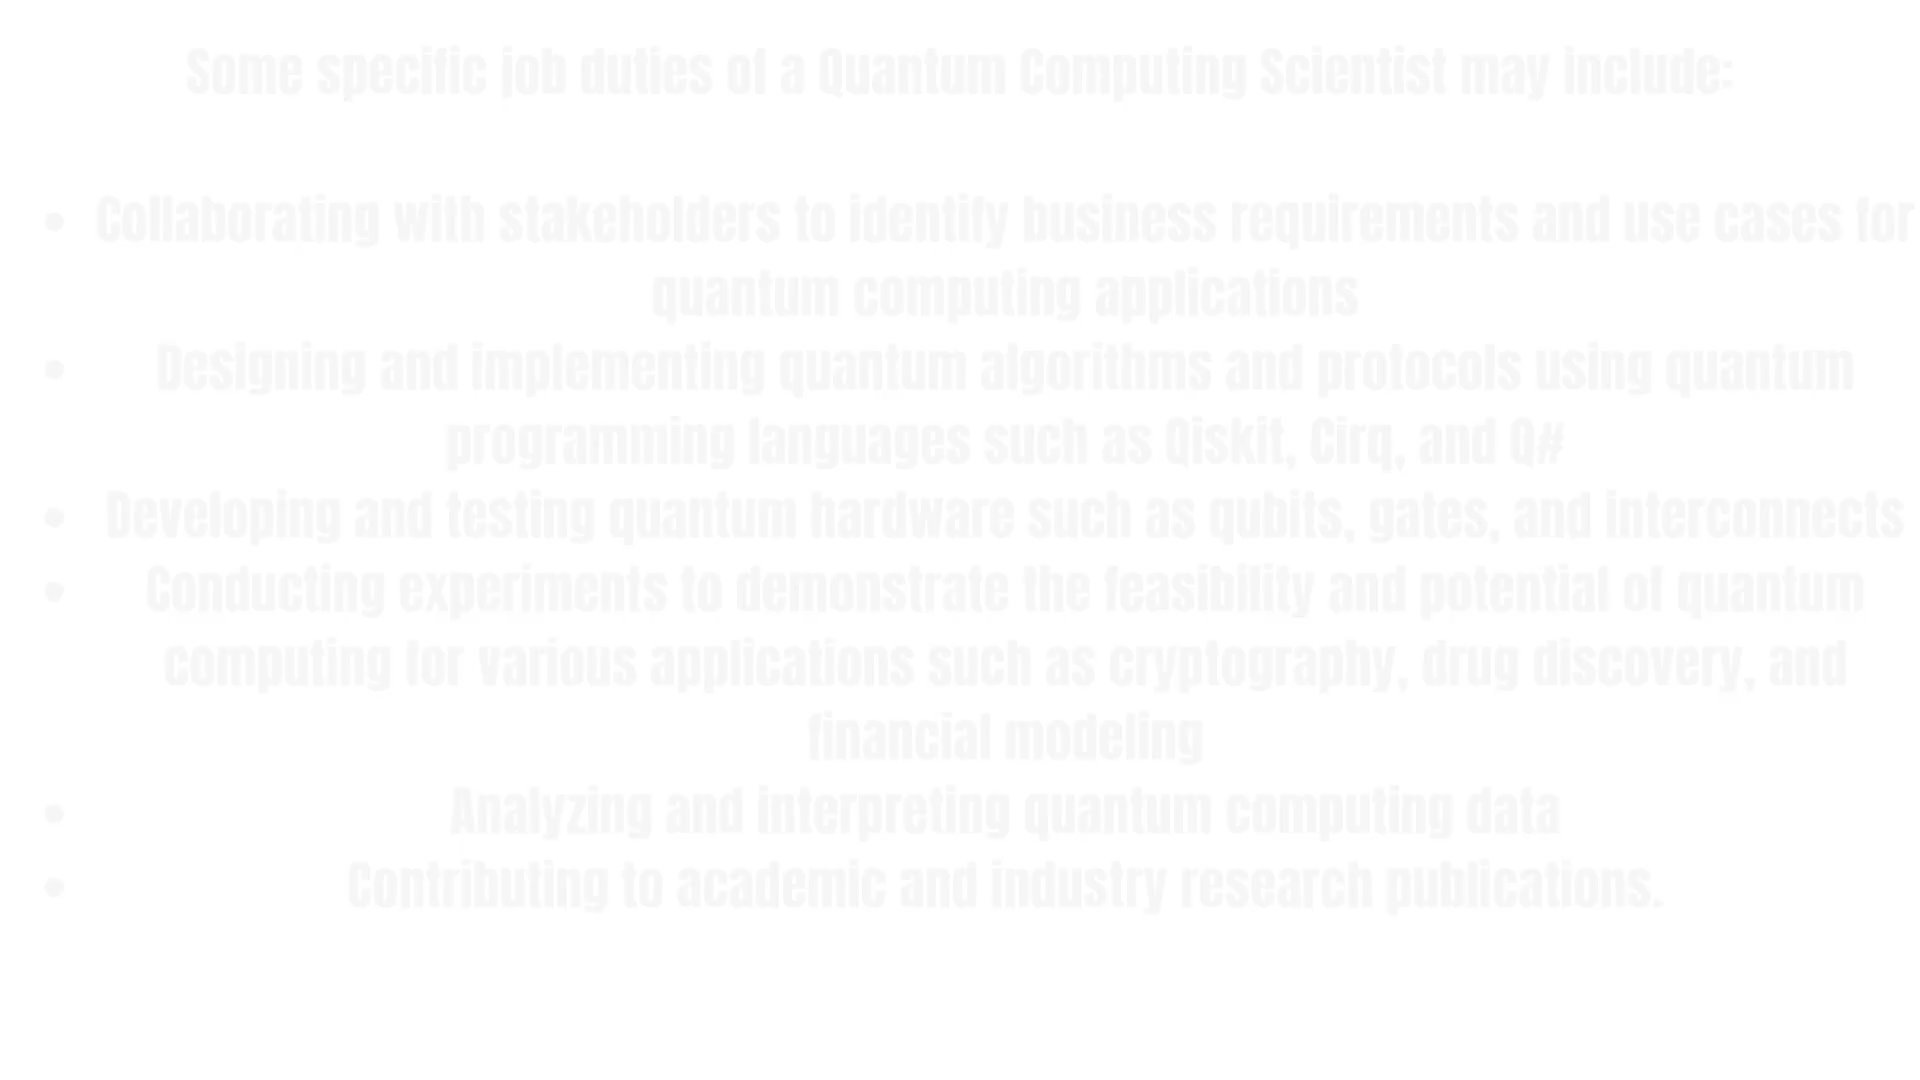 Some specific job duties of a Quantum Computing Scientist may include:
• Collaborating with stakeholders to identify business requirements and use cases for
quantum computing applications
• Designing and implementing quantum algorithms and protocols using quantum
programming languages such as Qiskit, Cirq, and Q#
• Developing and testing quantum hardware such as qubits, gates, and interconnects
• Conducting experiments to demonstrate the feasibility and potential of quantum
computing for various applications such as cryptography, drug discovery, and
financial modeling
• Analyzing and interpreting quantum computing data
• Contributing to academic and industry research publications.